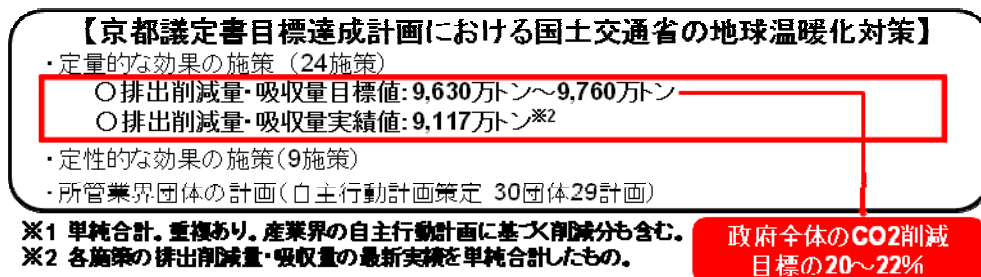 【京都議定書目標達成計画における国土交通省の地球温暖化対策】
・定量的な効果の施策（24施策）
○排出削減量・吸収量目標値：9,630万トン～9,760万トン
○排出削減量・吸収量実績値：9,117万トン※2
・定性的な効果の施策（9施策）
・所管業界団体の計画（自主行動計画策定 30団体29計画）
※1 単純合計。重複あり。産業界の自主行動計画に基づく削減分も含む。
※2 各施策の排出削減量・吸収量の最新実績を単純合計したもの。
政府全体のCO2削減
目標の20～22%